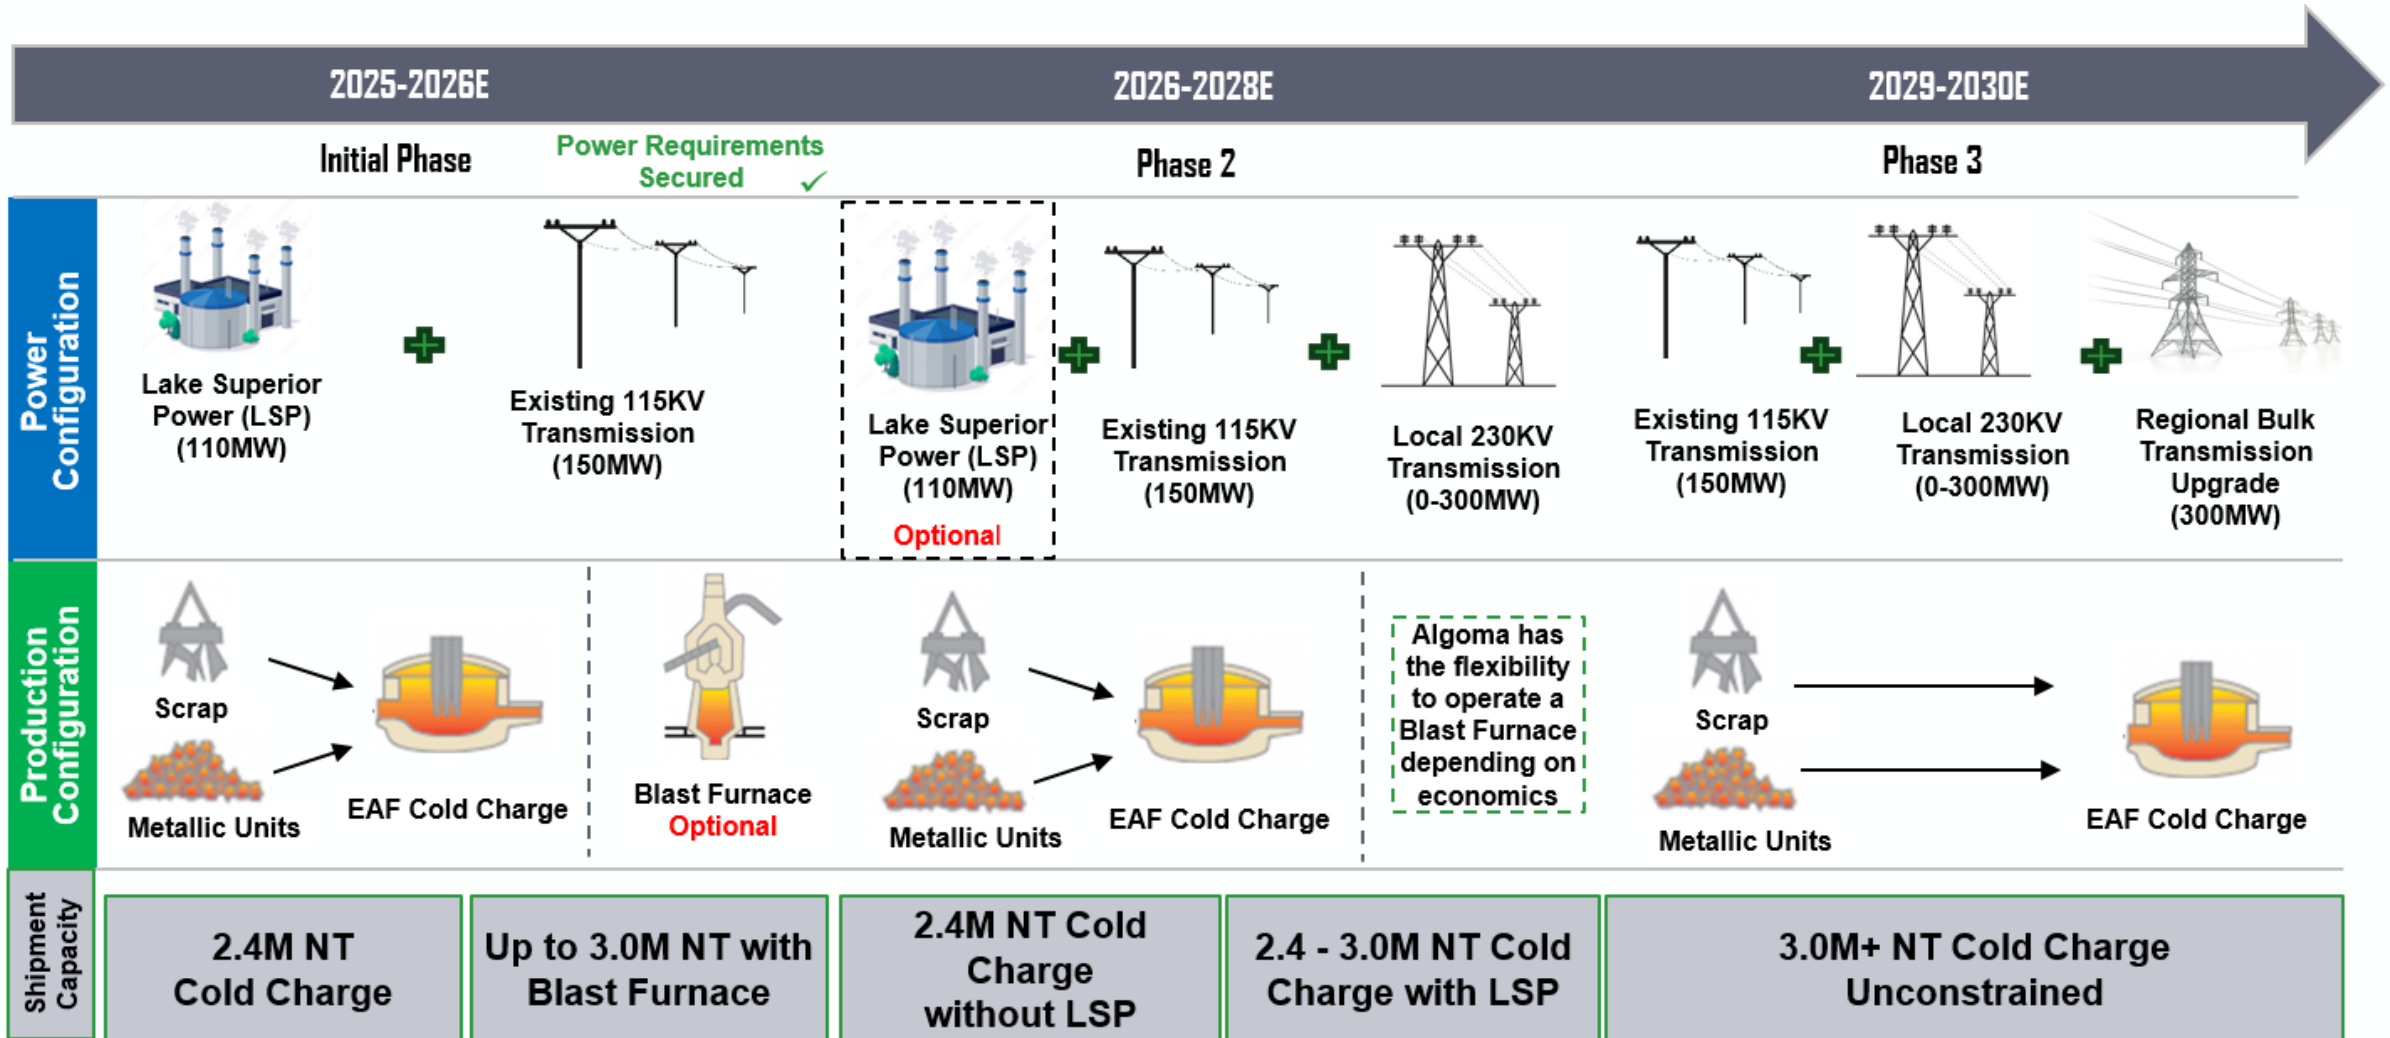 2025-2026E
2026-2028E
2029-2030E
Initial Phase
Power Requirements
Secured
Phase 2
Phase 3
Power
Configuration
Lake Superior
Power (LSP)
(110MW)
Existing 115KV
Transmission
(150MW)
Lake Superior
Power (LSP)
(110MW)
Optional
Existing 115KV
Transmission
(150MW)
Local 230KV
Transmission
(0-300MW)
Existing 115KV
Transmission
(150MW)
Local 230KV
Transmission
(0-300MW)
Regional Bulk
Transmission
Upgrade
(300MW)
Production
Configuration
Scrap
Metallic Units
EAF Cold Charge
Blast Furnace
Optional
Scrap
Metallic Units
EAF Cold Charge
Algoma has
the flexibility
to operate a
Blast Furnace
depending on
economics
Scrap
Metallic Units
EAF Cold Charge
Shipment
Capacity
2.4M NT
Cold Charge
Up to 3.0M NT with
Blast Furnace
2.4M NT Cold
Charge
without LSP
2.4 - 3.0M NT Cold
Charge with LSP
3.0M+ NT Cold Charge
Unconstrained